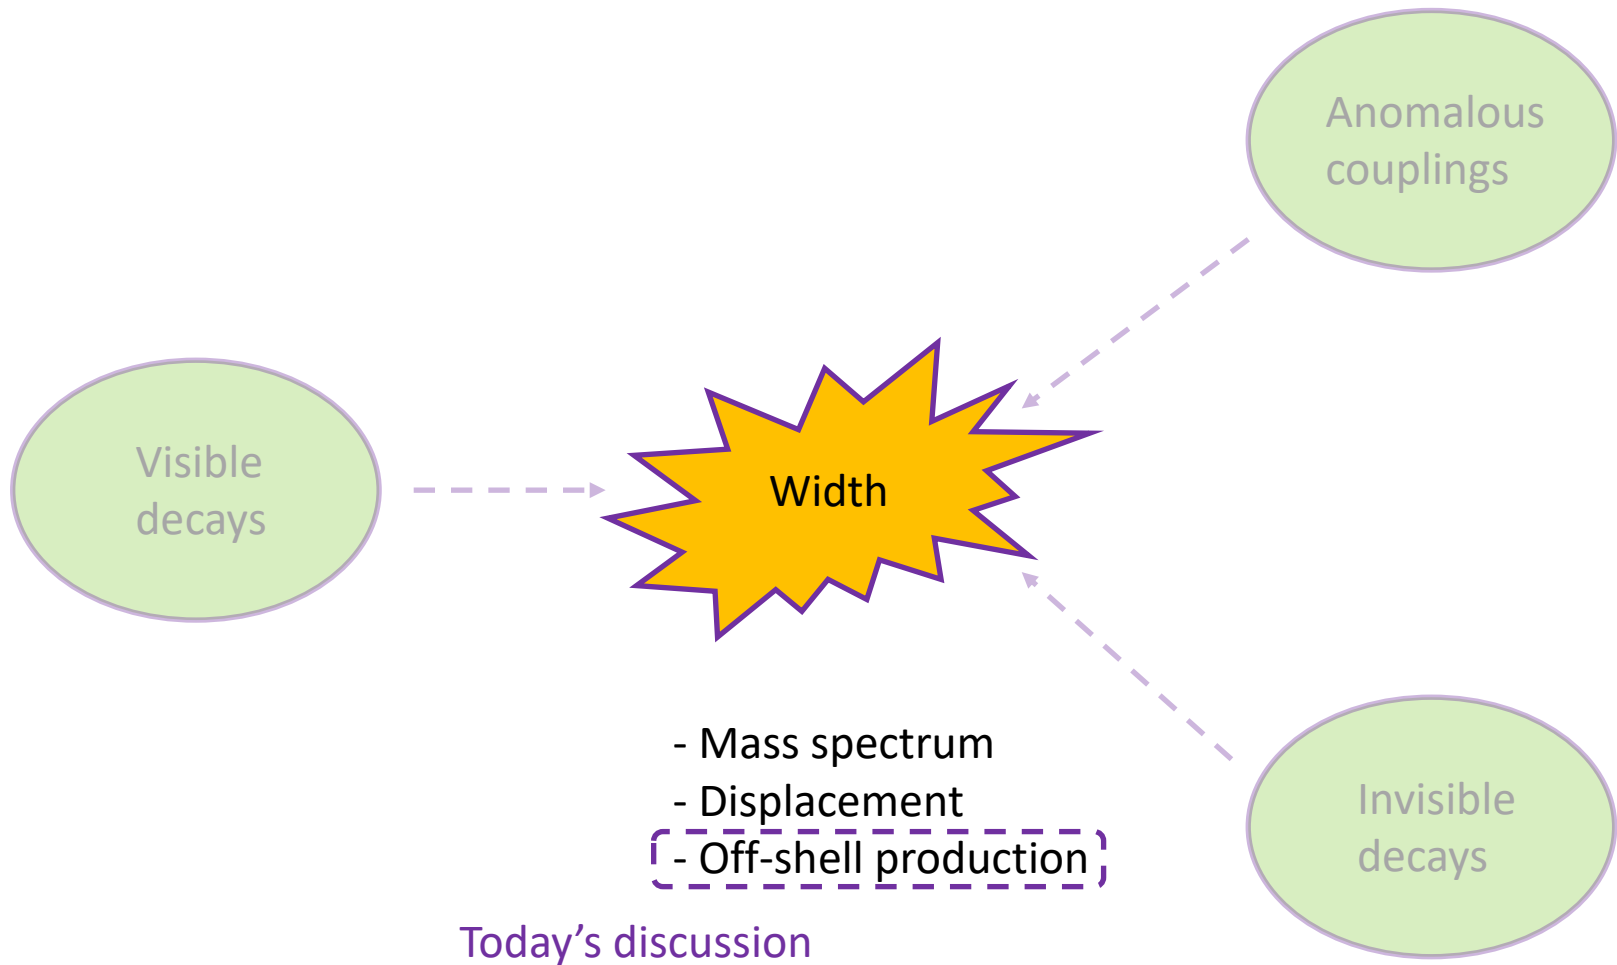 Anomalous
couplings
Visible
decays
Width
- Mass spectrum
- Displacement
- Off-shell production
Invisible
decays
Today’s discussion